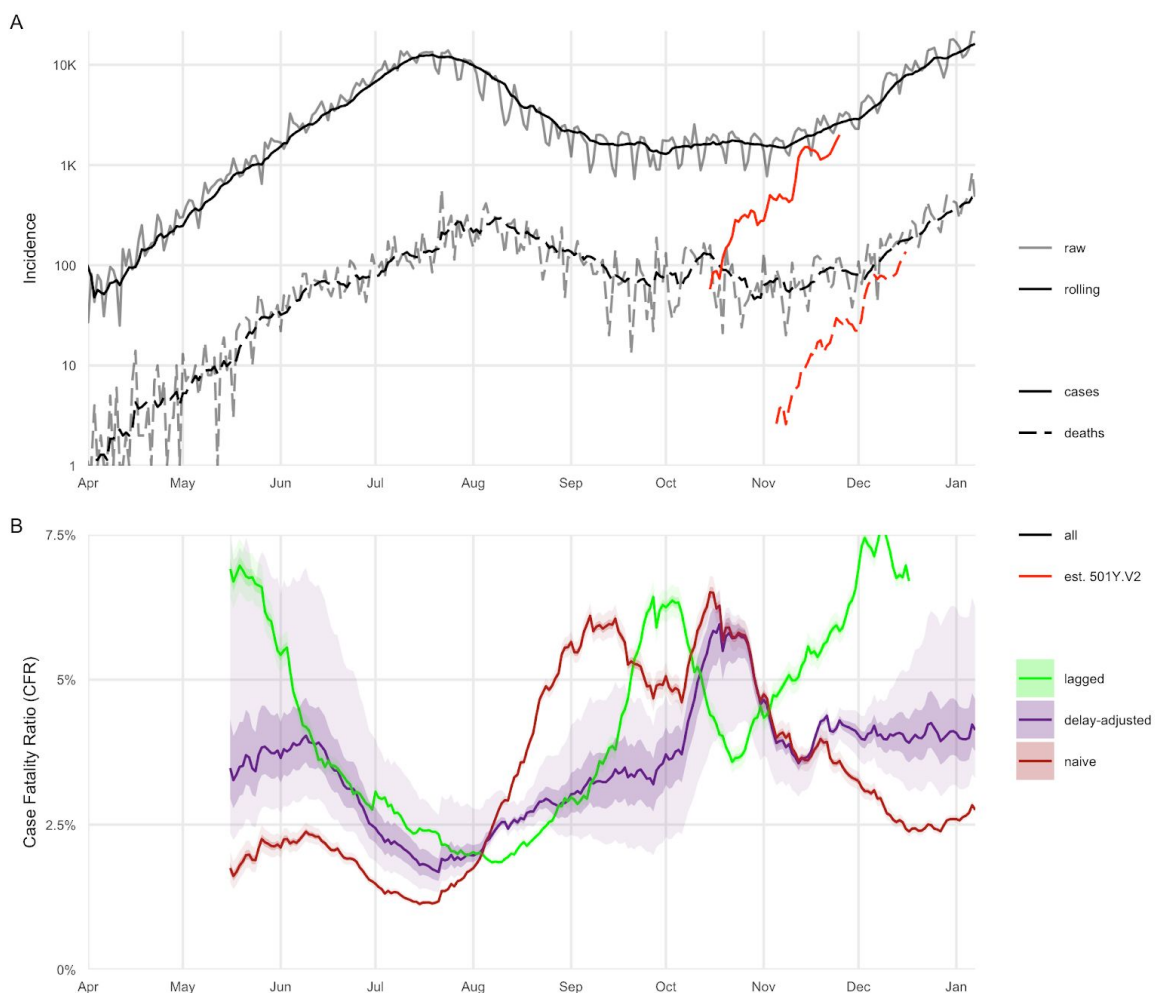 A
10K
1K
100
10
1
Incidence
Apr May Jun Jul Aug Sep Oct Nov Dec Jan
raw
rolling
cases
deaths
all
est. 501Y.V2
B
7.5%
5%
2.5%
0%
Case Fatality Ratio (CFR)
Apr May Jun Jul Aug Sep Oct Nov Dec Jan
lagged
delay-adjusted
naive